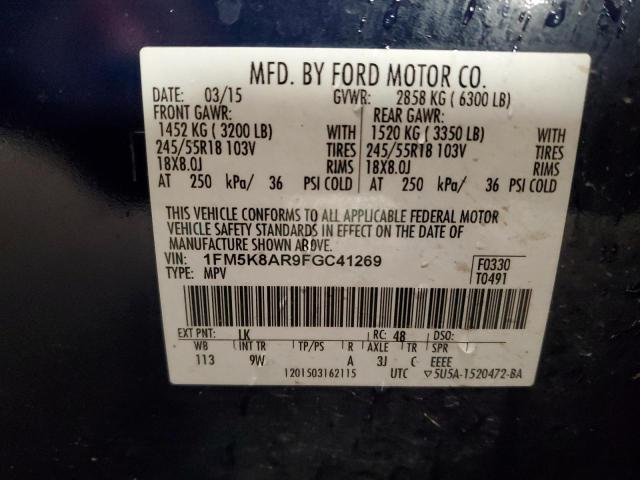 MFD. BY FORD MOTOR CO.
DATE: 03/15 GVWR: 2858 KG ( 6300 LB)
FRONT GAWR: REAR GAWR:
1452 KG ( 3200 LB) WITH 1520 KG ( 3350 LB) WITH
245/55R18 103V TIRES 245/55R18 103V TIRES
18X8.0J RIMS 18X8.0J RIMS
AT 250 kPa/ 36 PSI COLD AT 250 kPa/ 36 PSI COLD
THIS VEHICLE CONFORMS TO ALL APPLICABLE FEDERAL MOTOR
VEHICLE SAFETY STANDARDS IN EFFECT ON THE DATE OF
MANUFACTURE SHOWN ABOVE.
VIN: 1FM5K8AR9FGC41269 F0330
TYPE: MPV T0491
EXT PNT: LK RC: 48 DSO:
WB INT TR TP/PS R AXLE TR SPR
113 9W A 3J C EEEE
1201503162115 UTC ▽5U5A-1520472-BA